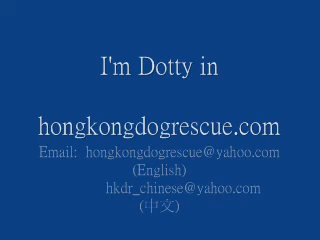 I'm Dotty in
hongkongdogrescue.com
Email: hongkongdogrescue@yahoo.com
(English)
hkdr_chinese@yahoo.com
(中文)